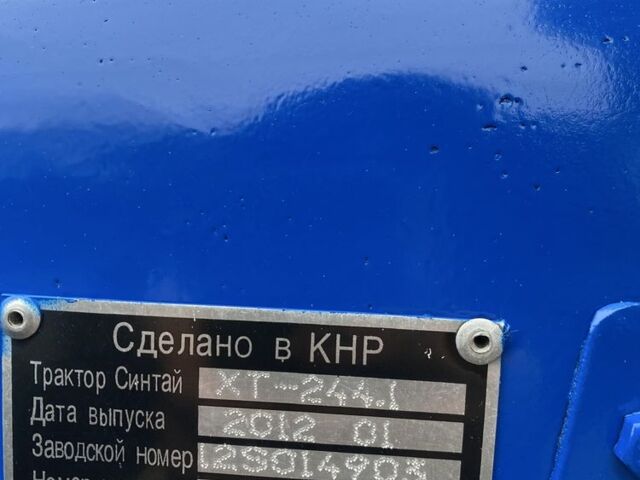 Сделано в КНР
Трактор Синтай XT-244.1
Дата выпуска 2012 01
Заводской номер 12S014903